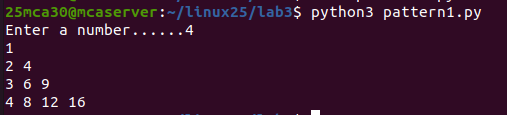 25mca30@mcaserver:~/linux25/lab3$ python3 pattern1.py
Enter a number......4
1
2 4
3 6 9
4 8 12 16